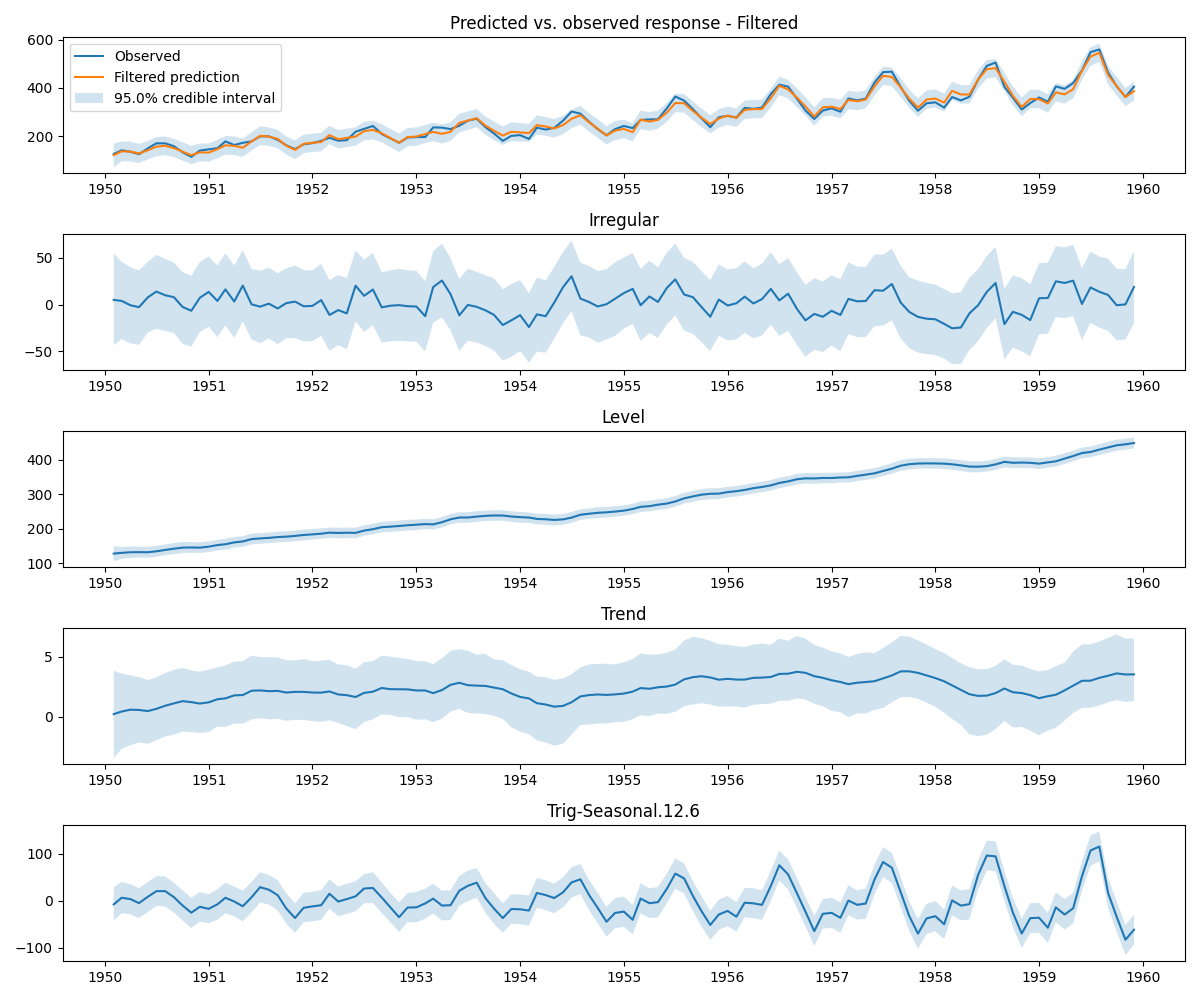 Predicted vs. observed response - Filtered
600
400
200
Observed
Filtered prediction
95.0% credible interval
1950 1951 1952 1953 1954 1955 1956 1957 1958 1959 1960
Irregular
50
0
−50
1950 1951 1952 1953 1954 1955 1956 1957 1958 1959 1960
Level
400
300
200
100
1950 1951 1952 1953 1954 1955 1956 1957 1958 1959 1960
Trend
5
0
1950 1951 1952 1953 1954 1955 1956 1957 1958 1959 1960
Trig-Seasonal.12.6
100
0
−100
1950 1951 1952 1953 1954 1955 1956 1957 1958 1959 1960